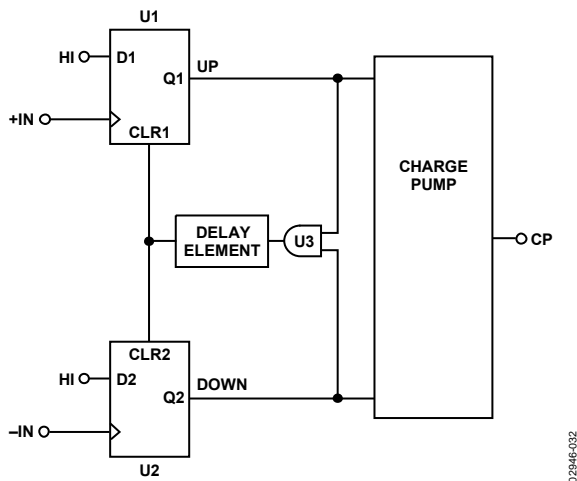 U1
HI
D1
Q1
UP
+IN
CLR1
CHARGE
PUMP
DELAY
ELEMENT
U3
CP
CLR2
HI
D2
Q2
DOWN
–IN
U2
02946-032